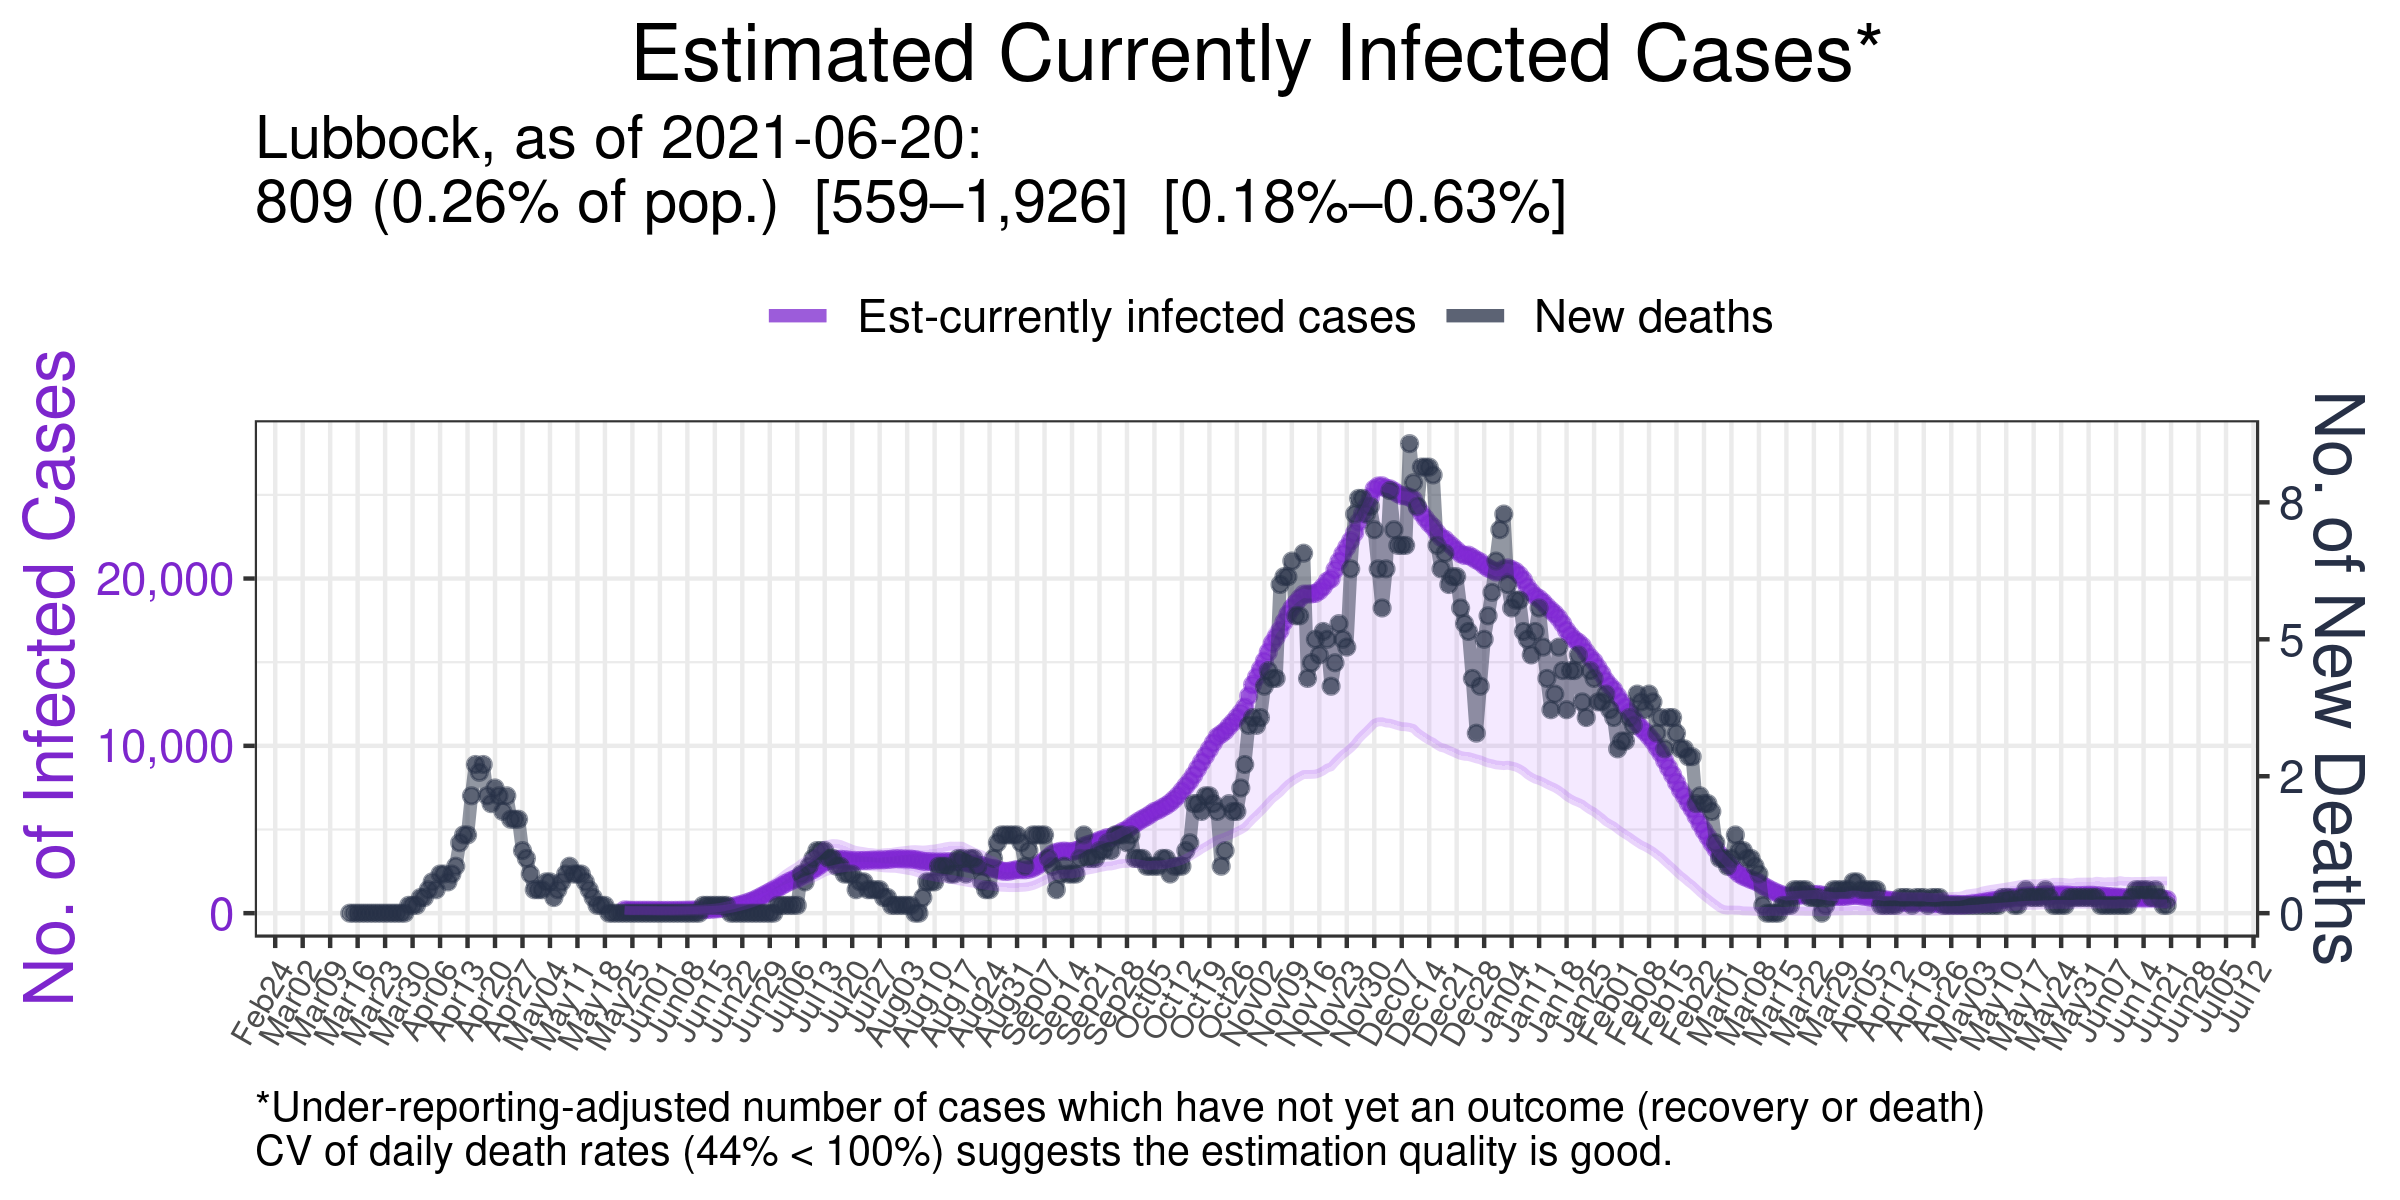 Estimated Currently Infected Cases*
Lubbock, as of 2021-06-20:
809 (0.26% of pop.) [559–1,926] [0.18%–0.63%]
Est-currently infected cases
New deaths
No. of Infected Cases
20,000
10,000
0
8
5
2
0
No. of New Deaths
Feb24
Mar02
Mar09
Mar16
Mar23
Mar30
Apr06
Apr13
Apr20
Apr27
May04
May11
May18
May25
Jun01
Jun08
Jun15
Jun22
Jun29
Jul06
Jul13
Jul20
Jul27
Aug03
Aug10
Aug17
Aug24
Aug31
Sep07
Sep14
Sep21
Sep28
Oct05
Oct12
Oct19
Oct26
Nov02
Nov09
Nov16
Nov23
Nov30
Dec07
Dec14
Dec21
Dec28
Jan04
Jan11
Jan18
Jan25
Feb01
Feb08
Feb15
Feb22
Mar01
Mar08
Mar15
Mar22
Mar29
Apr05
Apr12
Apr19
Apr26
May03
May10
May17
May24
May31
Jun07
Jun14
Jun21
Jun28
Jul05
Jul12
*Under-reporting-adjusted number of cases which have not yet an outcome (recovery or death)
CV of daily death rates (44% < 100%) suggests the estimation quality is good.